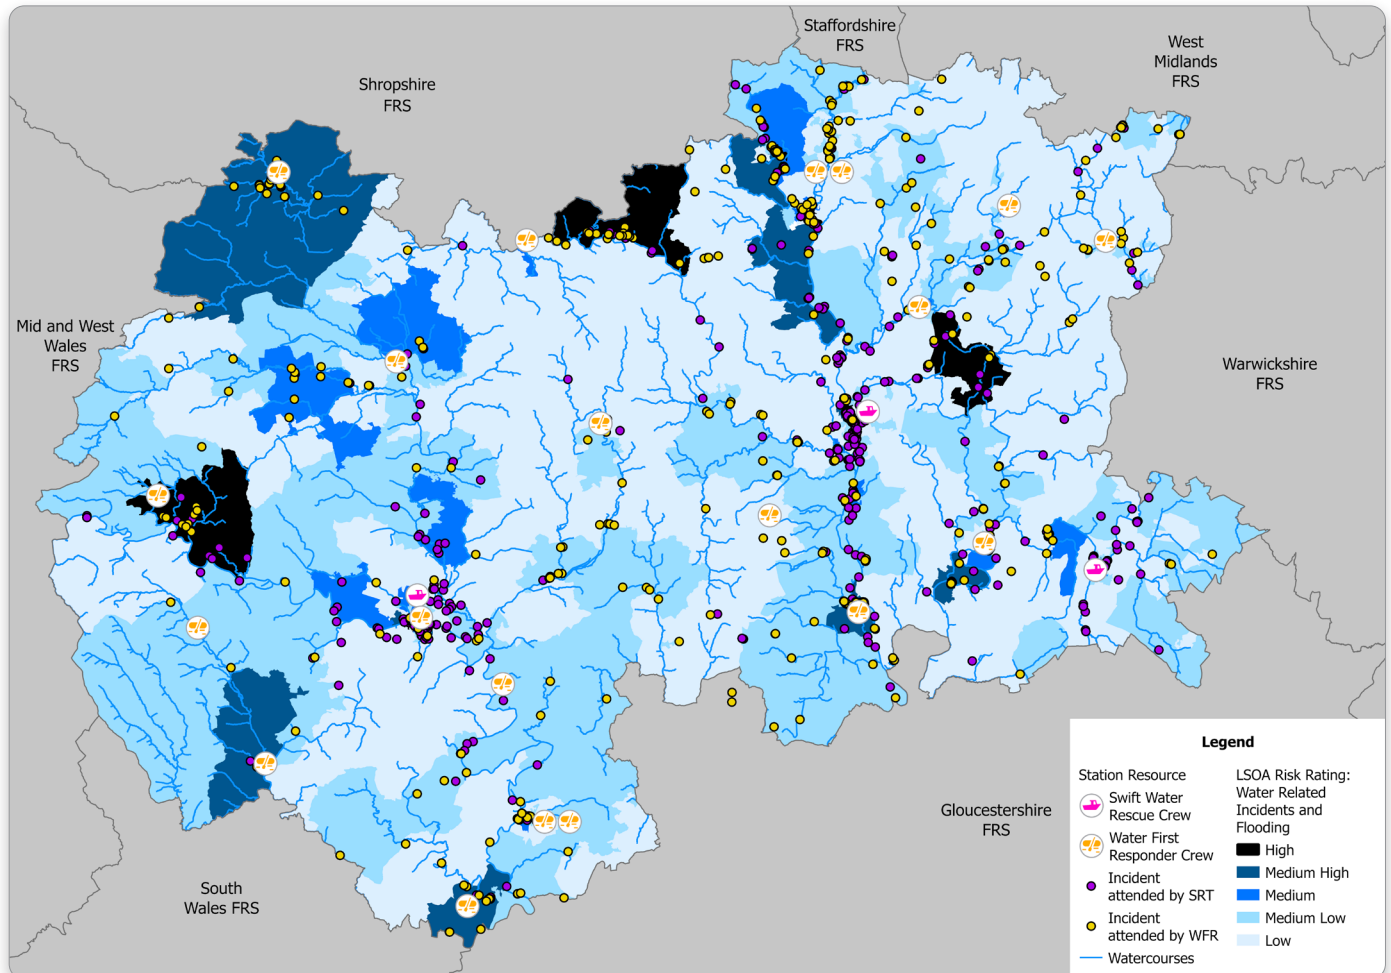 Staffordshire
FRS
West
Midlands
FRS
Shropshire
FRS
Mid and West
Wales
FRS
Warwickshire
FRS
Gloucestershire
FRS
South
Wales FRS
Legend
Station Resource
Swift Water
Rescue Crew
Water First
Responder Crew
Incident
attended by SRT
Incident
attended by WFR
Watercourses
LSOA Risk Rating:
Water Related
Incidents and
Flooding
High
Medium High
Medium
Medium Low
Low